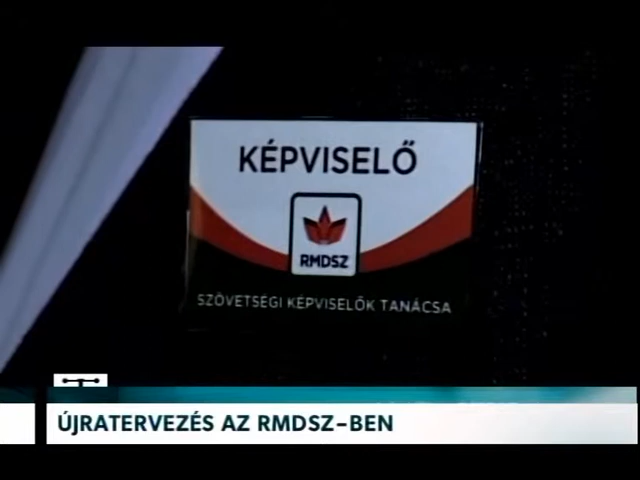 KÉPVISELŐ
RMDSZ
SZÖVETSÉGI KÉPVISELŐK TANÁCSA
ÚJRATERVEZÉS AZ RMDSZ-BEN